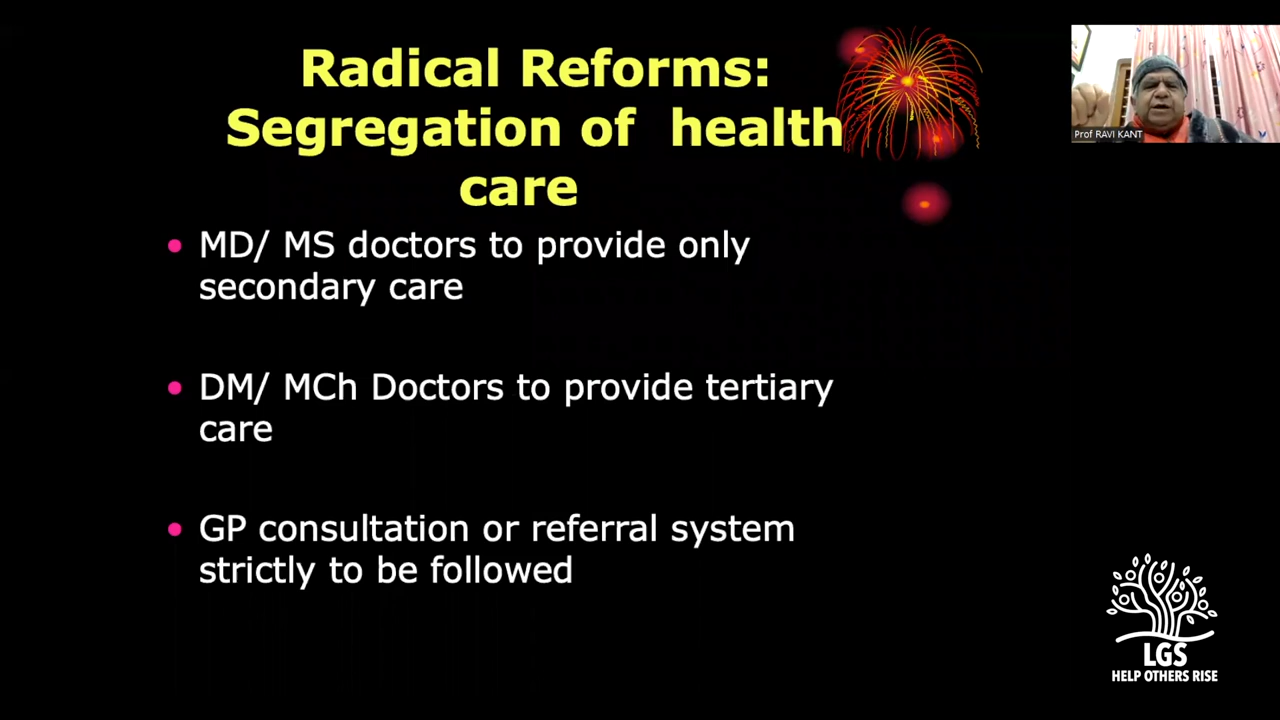 Radical Reforms:
Segregation of health
care
Prof RAVI KANT
MD/ MS doctors to provide only
secondary care
DM/ MCh Doctors to provide tertiary
care
GP consultation or referral system
strictly to be followed
LGS
HELP OTHERS RISE